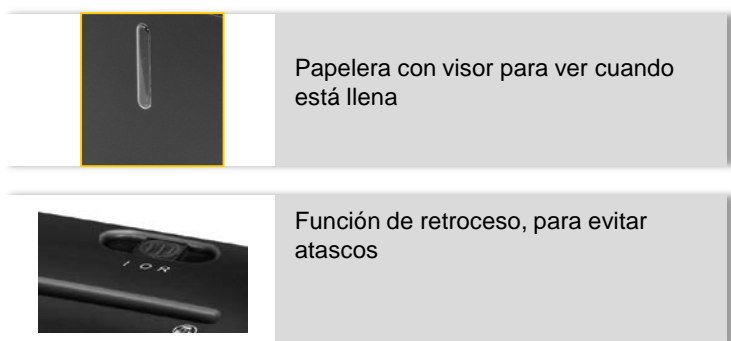 Papelera con visor para ver cuando
está llena
Función de retroceso, para evitar
atascos
I O R